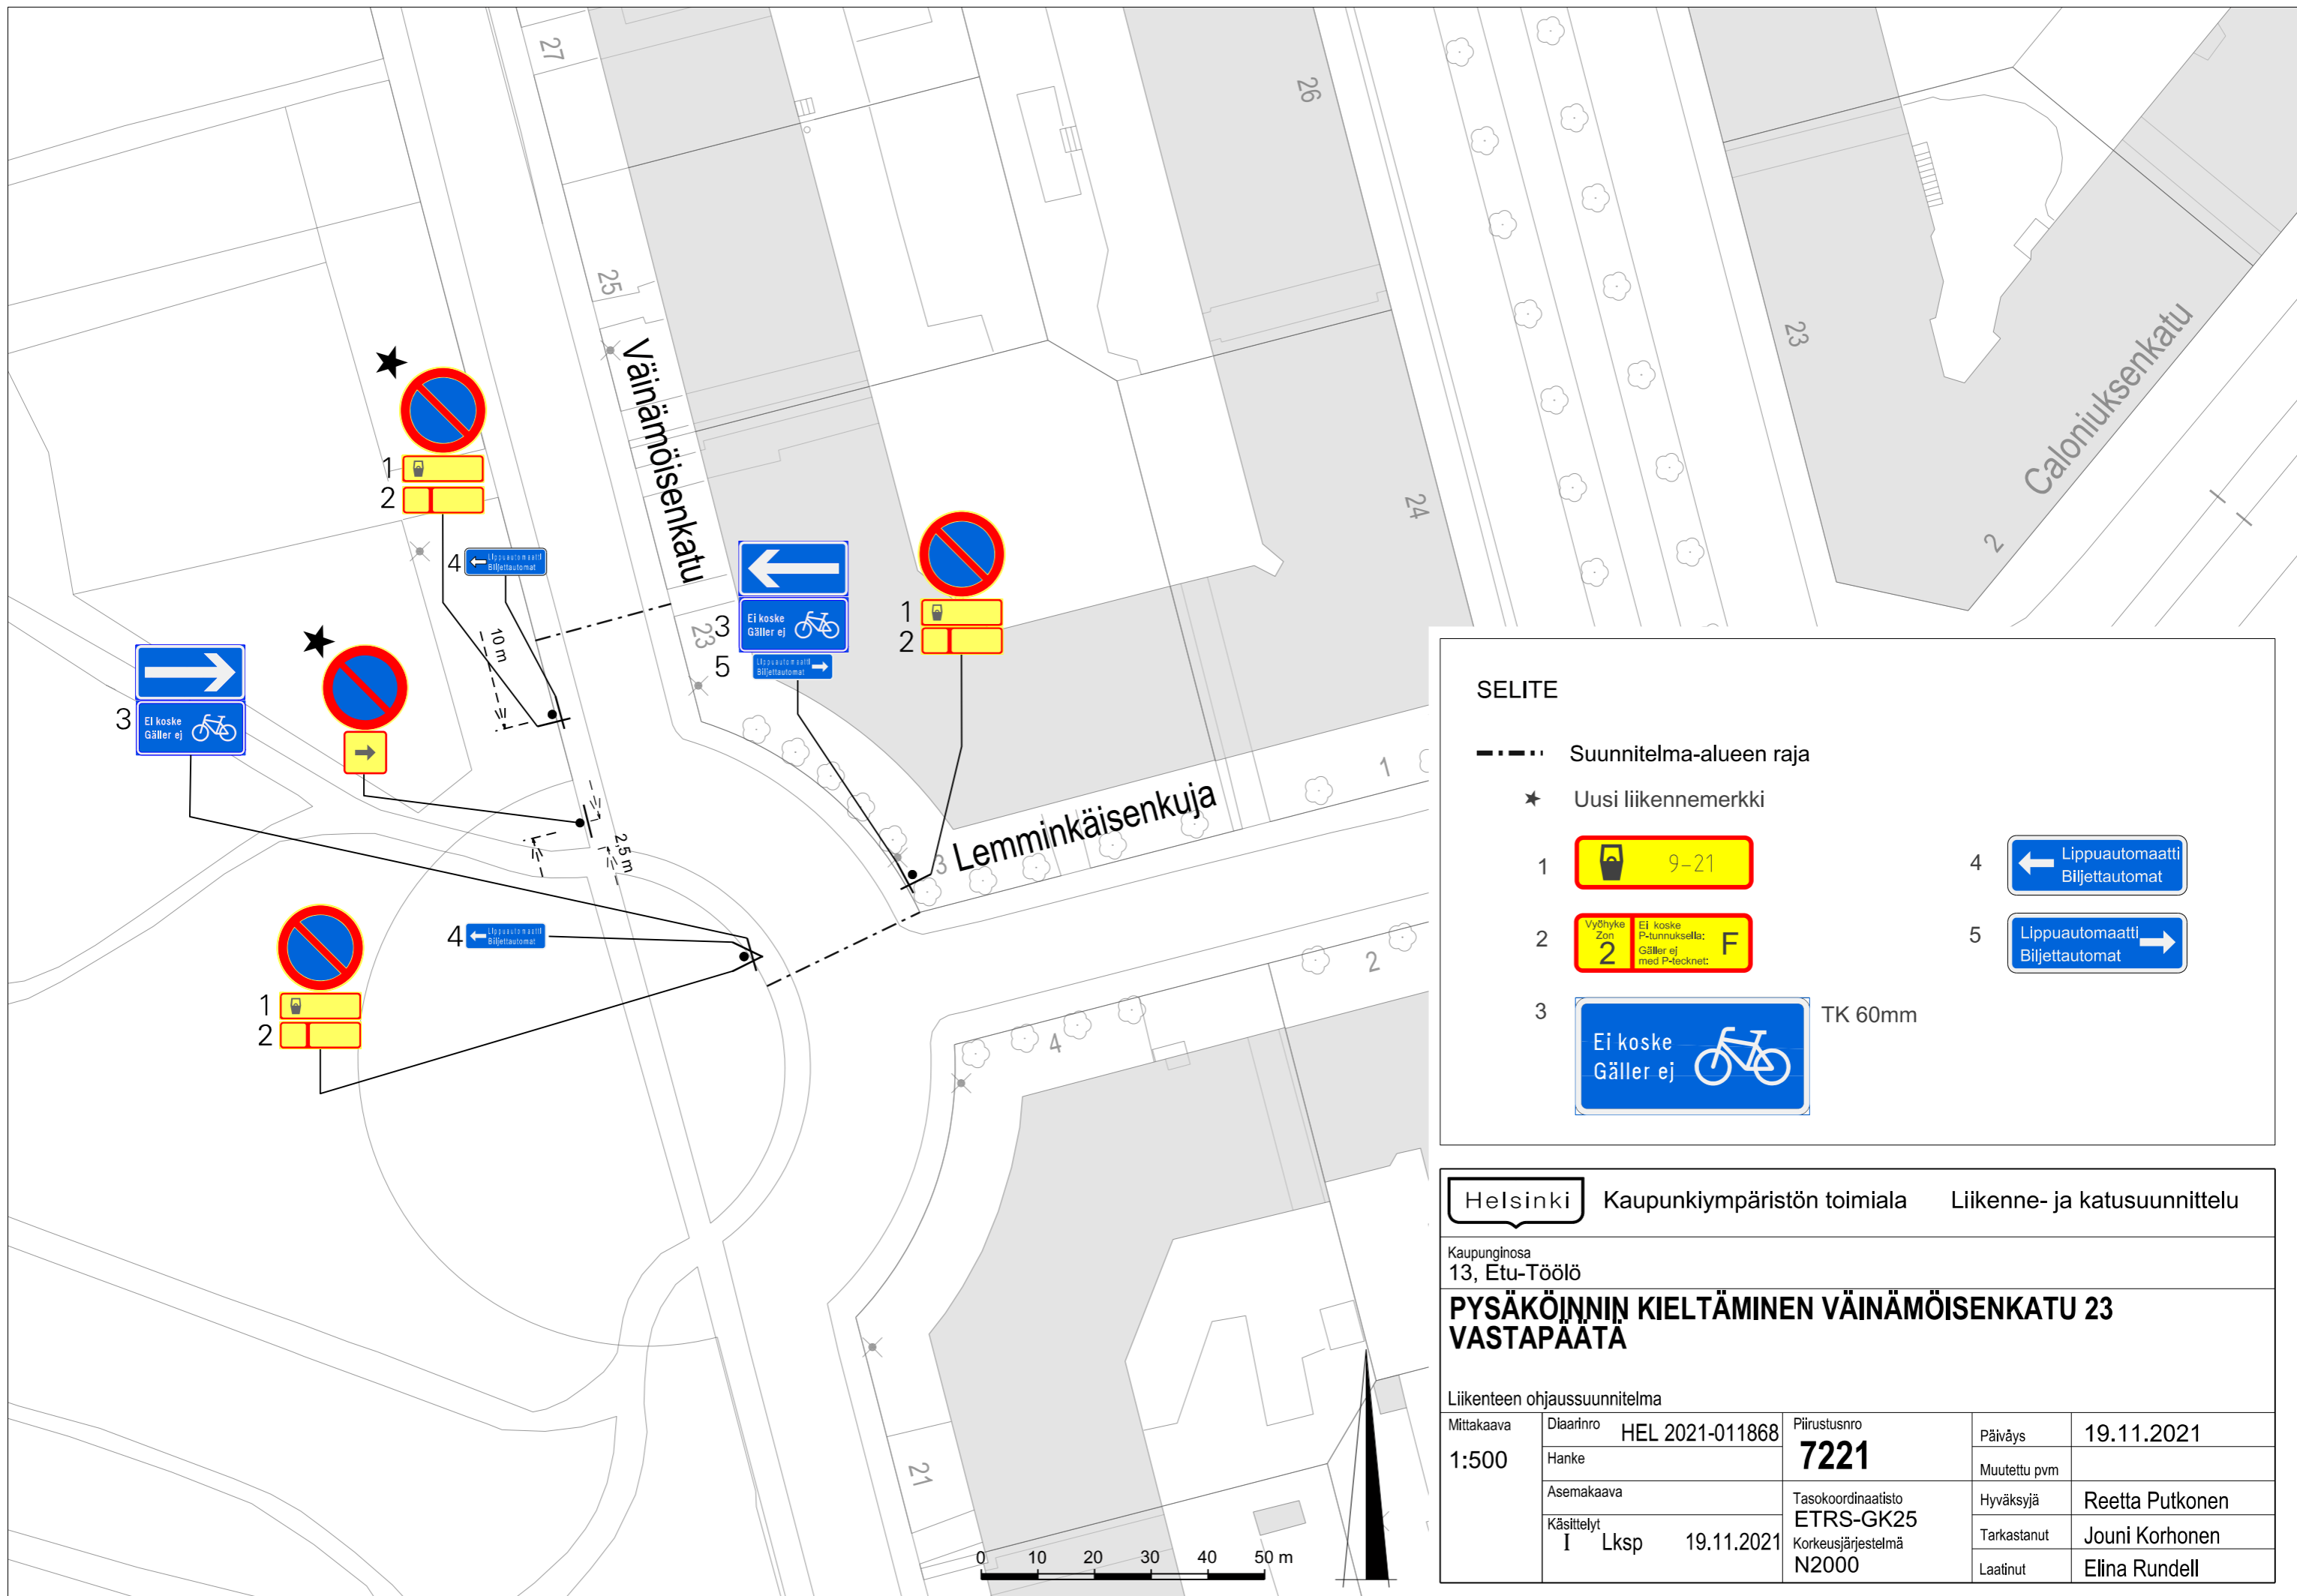 27
26
25
Väinämöisenkatu
23
Caloniuksenkatu
24
2
1
2
4
Lippuautomaatti
Biljettautomat
10 m
23
3
Ei koske
Gäller ej
5
Lippuautomaatti
Biljettautomat
1
2
3
Ei koske
Gäller ej
2,5 m
1
Lemminkäisenkuja
3
2
4
4
Lippuautomaatti
Biljettautomat
1
2
21
0 10 20 30 40 50 m
SELITE
Suunnitelma-alueen raja
Uusi liikennemerkki
1
9-21
2
Vyöhyke
Zon
2
Ei koske
P-tunnuksella:
Gäller ej
med P-tecknet:
F
3
Ei koske
Gäller ej
TK 60mm
4
Lippuautomaatti
Biljettautomat
5
Lippuautomaatti
Biljettautomat
Helsinki Kaupunkiympäristön toimiala Liikenne- ja katusuunnittelu
Kaupunginosa
13, Etu-Töölö
PYSÄKÖINNIN KIELTÄMINEN VÄINÄMÖISENKATU 23
VASTAPÄÄTÄ
Liikenteen ohjaussuunnitelma
Mittakaava
1:500
Diaarinro HEL 2021-011868
Hanke
Asemakaava
Käsittelyt
I Lksp 19.11.2021
Piirustusnro
7221
Tasokoordinaatisto
ETRS-GK25
Korkeusjärjestelmä
N2000
Päiväys 19.11.2021
Muutettu pvm
Hyväksyjä Reetta Putkonen
Tarkastanut Jouni Korhonen
Laatinut Elina Rundell